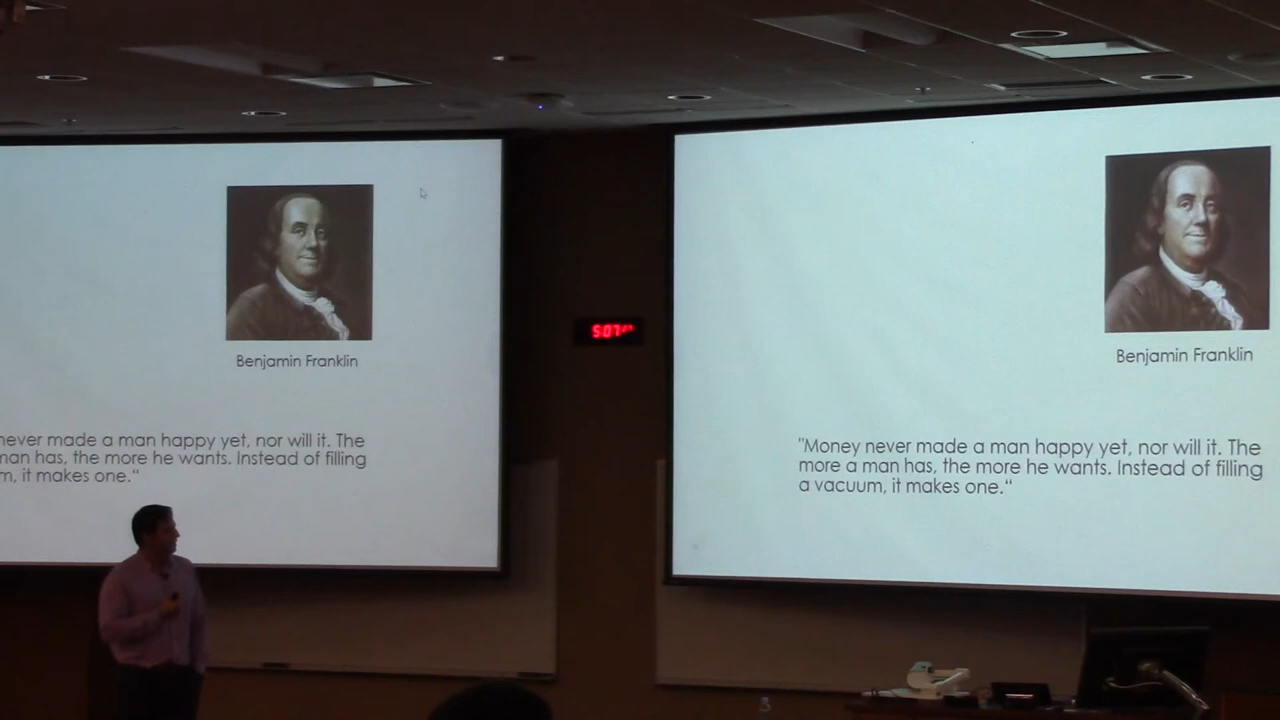 Benjamin Franklin
never made a man happy yet, nor will it. The
man has, the more he wants. Instead of filling
m, it makes one."
5:07
Benjamin Franklin
"Money never made a man happy yet, nor will it. The
more a man has, the more he wants. Instead of filling
a vacuum, it makes one."